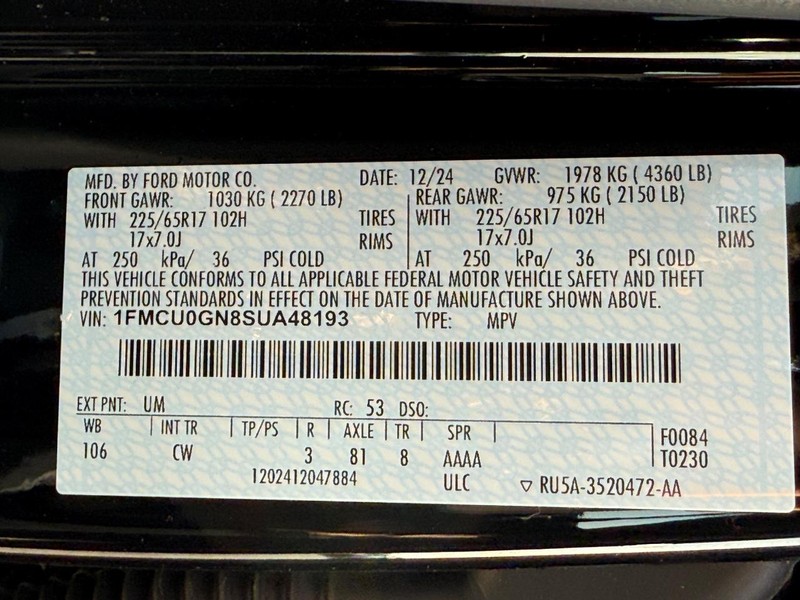 MFD. BY FORD MOTOR CO. DATE: 12/24 GVWR: 1978 KG ( 4360 LB)
FRONT GAWR: 1030 KG ( 2270 LB) REAR GAWR: 975 KG ( 2150 LB)
WITH 225/65R17 102H TIRES WITH 225/65R17 102H TIRES
17x7.0J RIMS 17x7.0J RIMS
AT 250 kPa/ 36 PSI COLD AT 250 kPa/ 36 PSI COLD
THIS VEHICLE CONFORMS TO ALL APPLICABLE FEDERAL MOTOR VEHICLE SAFETY AND THEFT
PREVENTION STANDARDS IN EFFECT ON THE DATE OF MANUFACTURE SHOWN ABOVE.
VIN: 1FMCU0GN8SUA48193 TYPE: MPV
EXT PNT: UM RC: 53 DSO:
WB INT TR TP/PS R AXLE TR SPR F0084
106 CW 3 81 8 AAAA T0230
1202412047884 ULC ▽ RU5A-3520472-AA